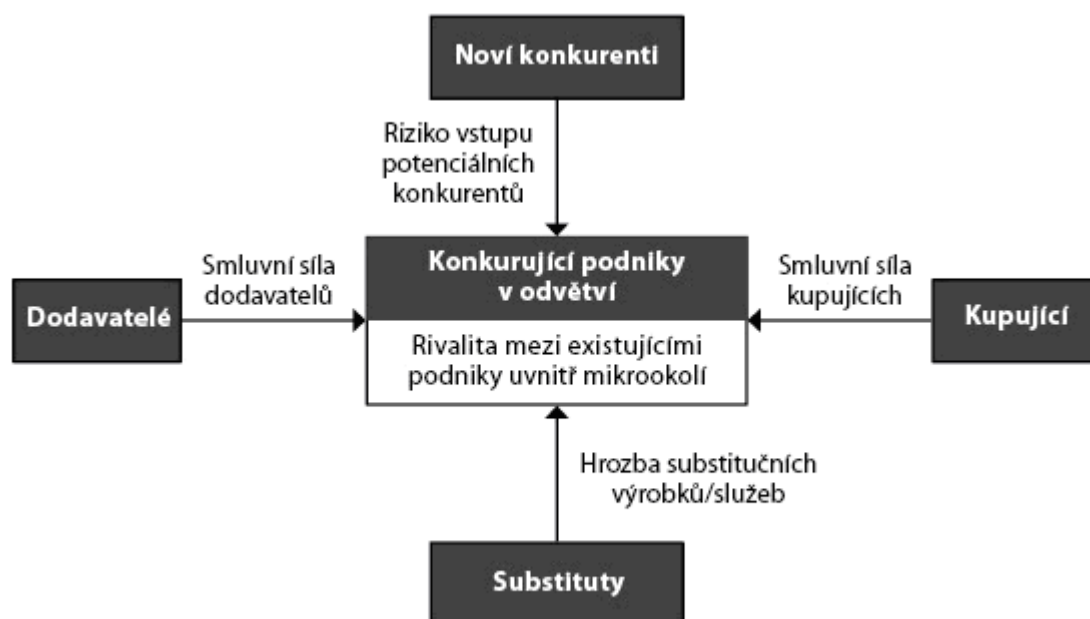 Noví konkurenti
Riziko vstupu
potenciálních
konkurentů
Konkurující podniky
v odvětví
Smluvní síla
dodavatelů
Smluvní síla
kupujících
Dodavatelé
Kupující
Rivalita mezi existujícími
podniky uvnitř mikrookolí
Hrozba substitučních
výrobků/služeb
Substituty